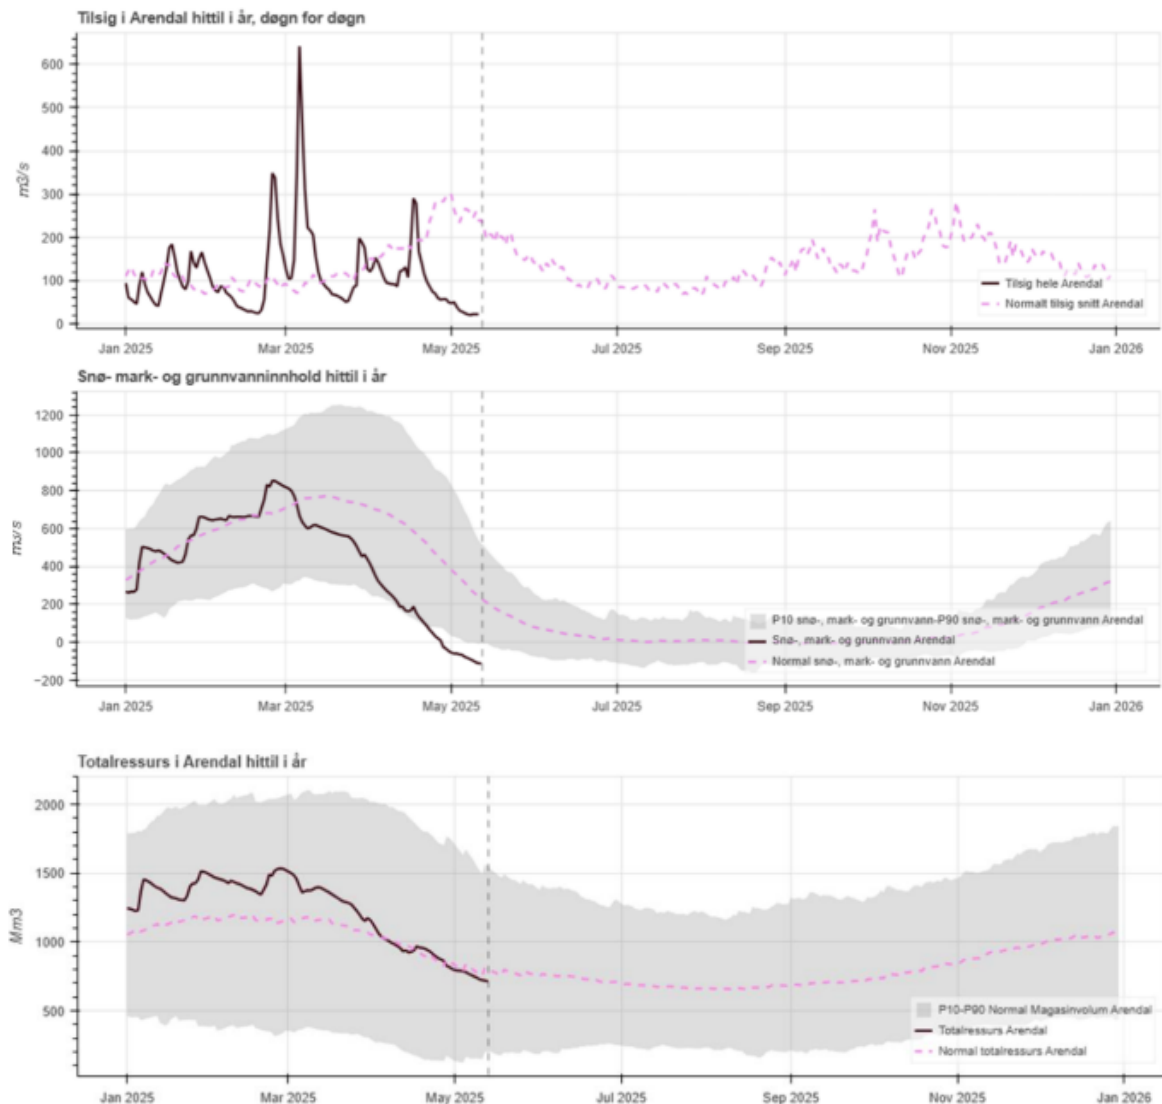 Tilsig i Arendal hittil i år, døgn for døgn
600
500
400
300
200
100
0
m3/s
Tilsig hele Arendal
Normalt tilsig snitt Arendal
Jan 2025 Mar 2025 May 2025 Jul 2025 Sep 2025 Nov 2025 Jan 2026
Snø- mark- og grunnvanninnhold hittil i år
1200
1000
800
600
400
200
0
−200
m3/s
P10 snø-, mark- og grunnvann-P90 snø-, mark- og grunnvann Arendal
Snø-, mark- og grunnvann Arendal
Normal snø-, mark- og grunnvann Arendal
Jan 2025 Mar 2025 May 2025 Jul 2025 Sep 2025 Nov 2025 Jan 2026
Totalressurs i Arendal hittil i år
2000
1500
1000
500
Mm3
P10-P90 Normal Magasinvolum Arendal
Totalressurs Arendal
Normal totalressurs Arendal
Jan 2025 Mar 2025 May 2025 Jul 2025 Sep 2025 Nov 2025 Jan 2026